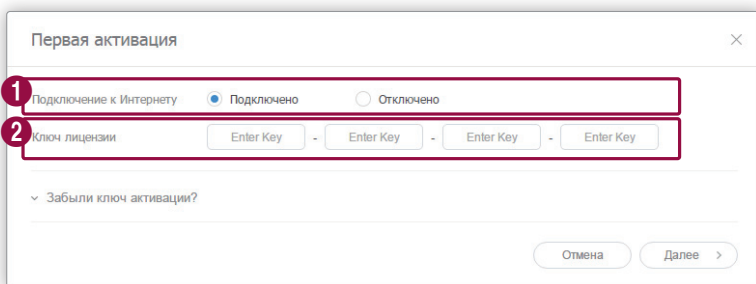 Первая активация
1
Подключение к Интернету Подключено Отключено
2
Ключ лицензии Enter Key - Enter Key - Enter Key - Enter Key
Забыли ключ активации?
Отмена Далее >